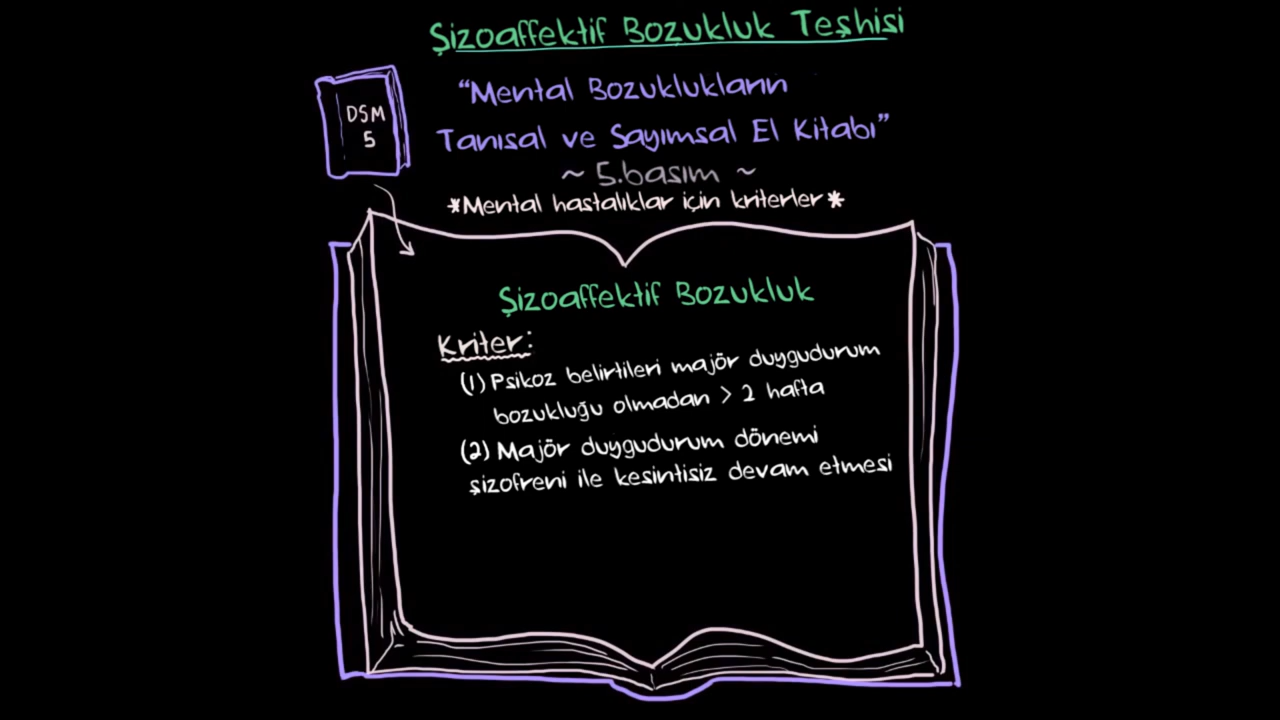 Şizoaffektif Bozukluk Teşhisi
DSM
5
"Mental Bozuklukların
Tanısal ve Sayımsal El Kitabı"
~ 5.basım ~
*Mental hastalıklar için kriterler*
Şizoaffektif Bozukluk
Kriter:
(1) Psikoz belirtileri majör duygudurum
bozukluğu olmadan > 2 hafta
(2) Majör duygudurum dönemi
şizofreni ile kesintisiz devam etmesi